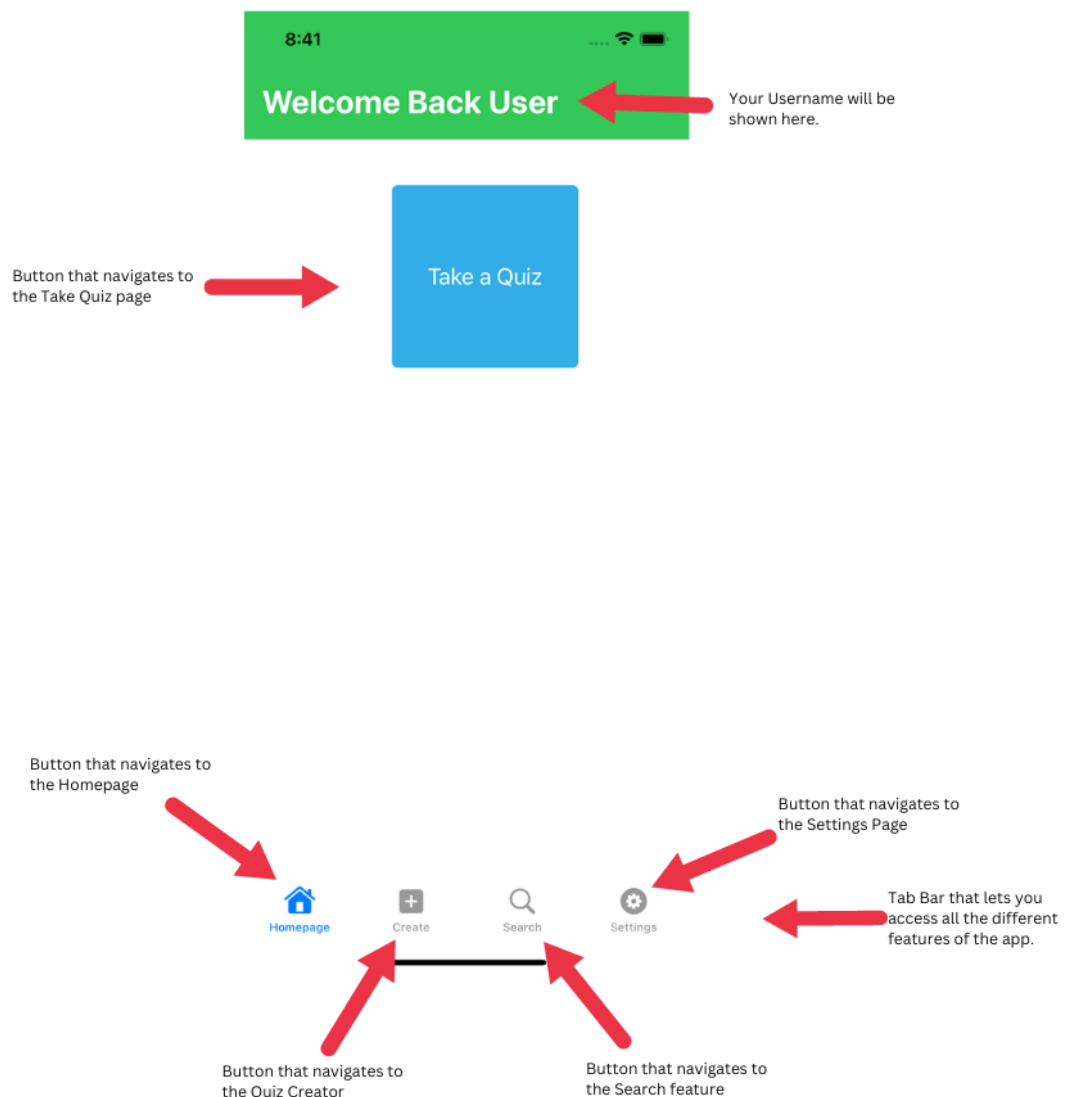 8:41
Welcome Back User
Your Username will be
shown here.
Take a Quiz
Button that navigates to
the Take Quiz page
Button that navigates to
the Homepage
Button that navigates to
the Settings Page
Homepage
Create
Search
Settings
Tab Bar that lets you
access all the different
features of the app.
Button that navigates to
the Quiz Creator
Button that navigates to
the Search feature